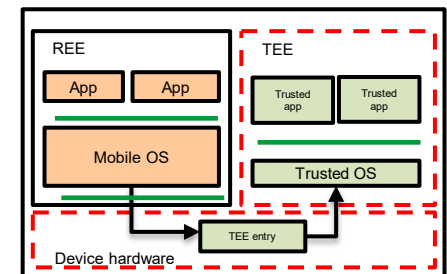 REE
TEE
App
App
Trusted
app
Trusted
app
Mobile OS
Trusted OS
TEE entry
Device hardware